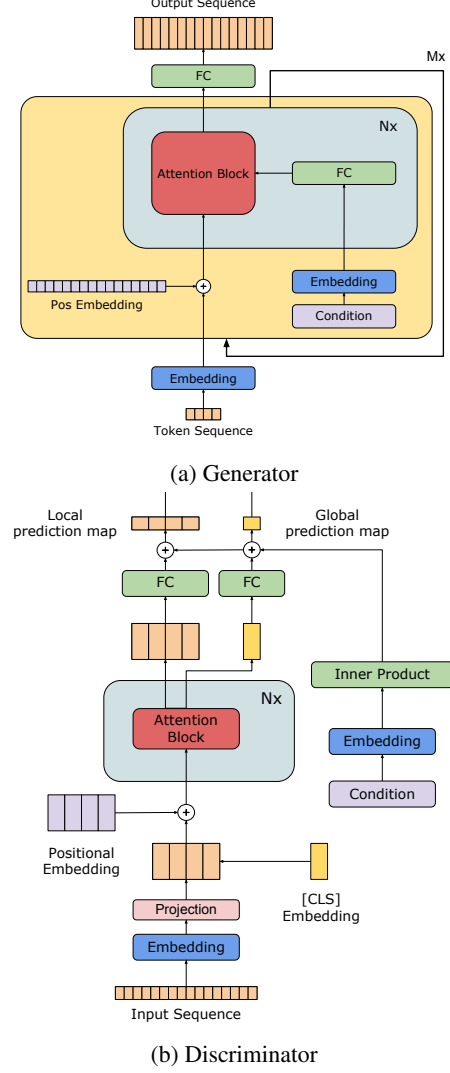 Output Sequence
FC
Mx
Nx
Attention Block
FC
Embedding
Pos Embedding
Condition
Embedding
Token Sequence
(a) Generator
Local
prediction map
Global
prediction map
FC
FC
Nx
Inner Product
Attention
Block
Embedding
Condition
Positional
Embedding
[CLS]
Embedding
Projection
Embedding
Input Sequence
(b) Discriminator